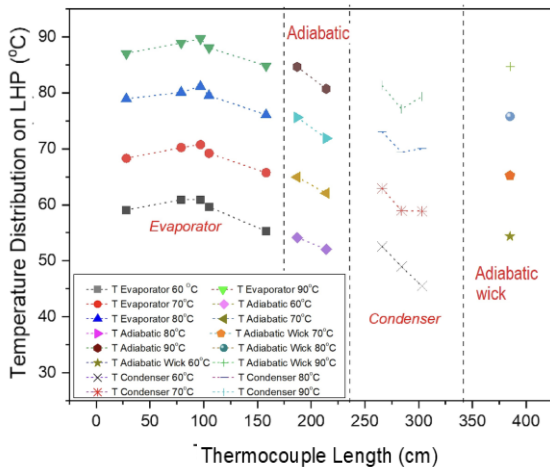 Temperature Distribution on LHP (°C)
90
80
70
60
50
40
30
Adiabatic
Evaporator
Condenser
Adiabatic
wick
T Evaporator 60 °C
T Evaporator 70°C
T Evaporator 80°C
T Adiabatic 80°C
T Adiabatic 90°C
T Adiabatic Wick 60°C
T Condenser 60°C
T Condenser 70°C
T Evaporator 90°C
T Adiabatic 60°C
T Adiabatic 70°C
T Adiabatic Wick 70°C
T Adiabatic Wick 80°C
T Adiabatic Wick 90°C
T Condenser 80°C
T Condenser 90°C
0 50 100 150 200 250 300 350 400
Thermocouple Length (cm)